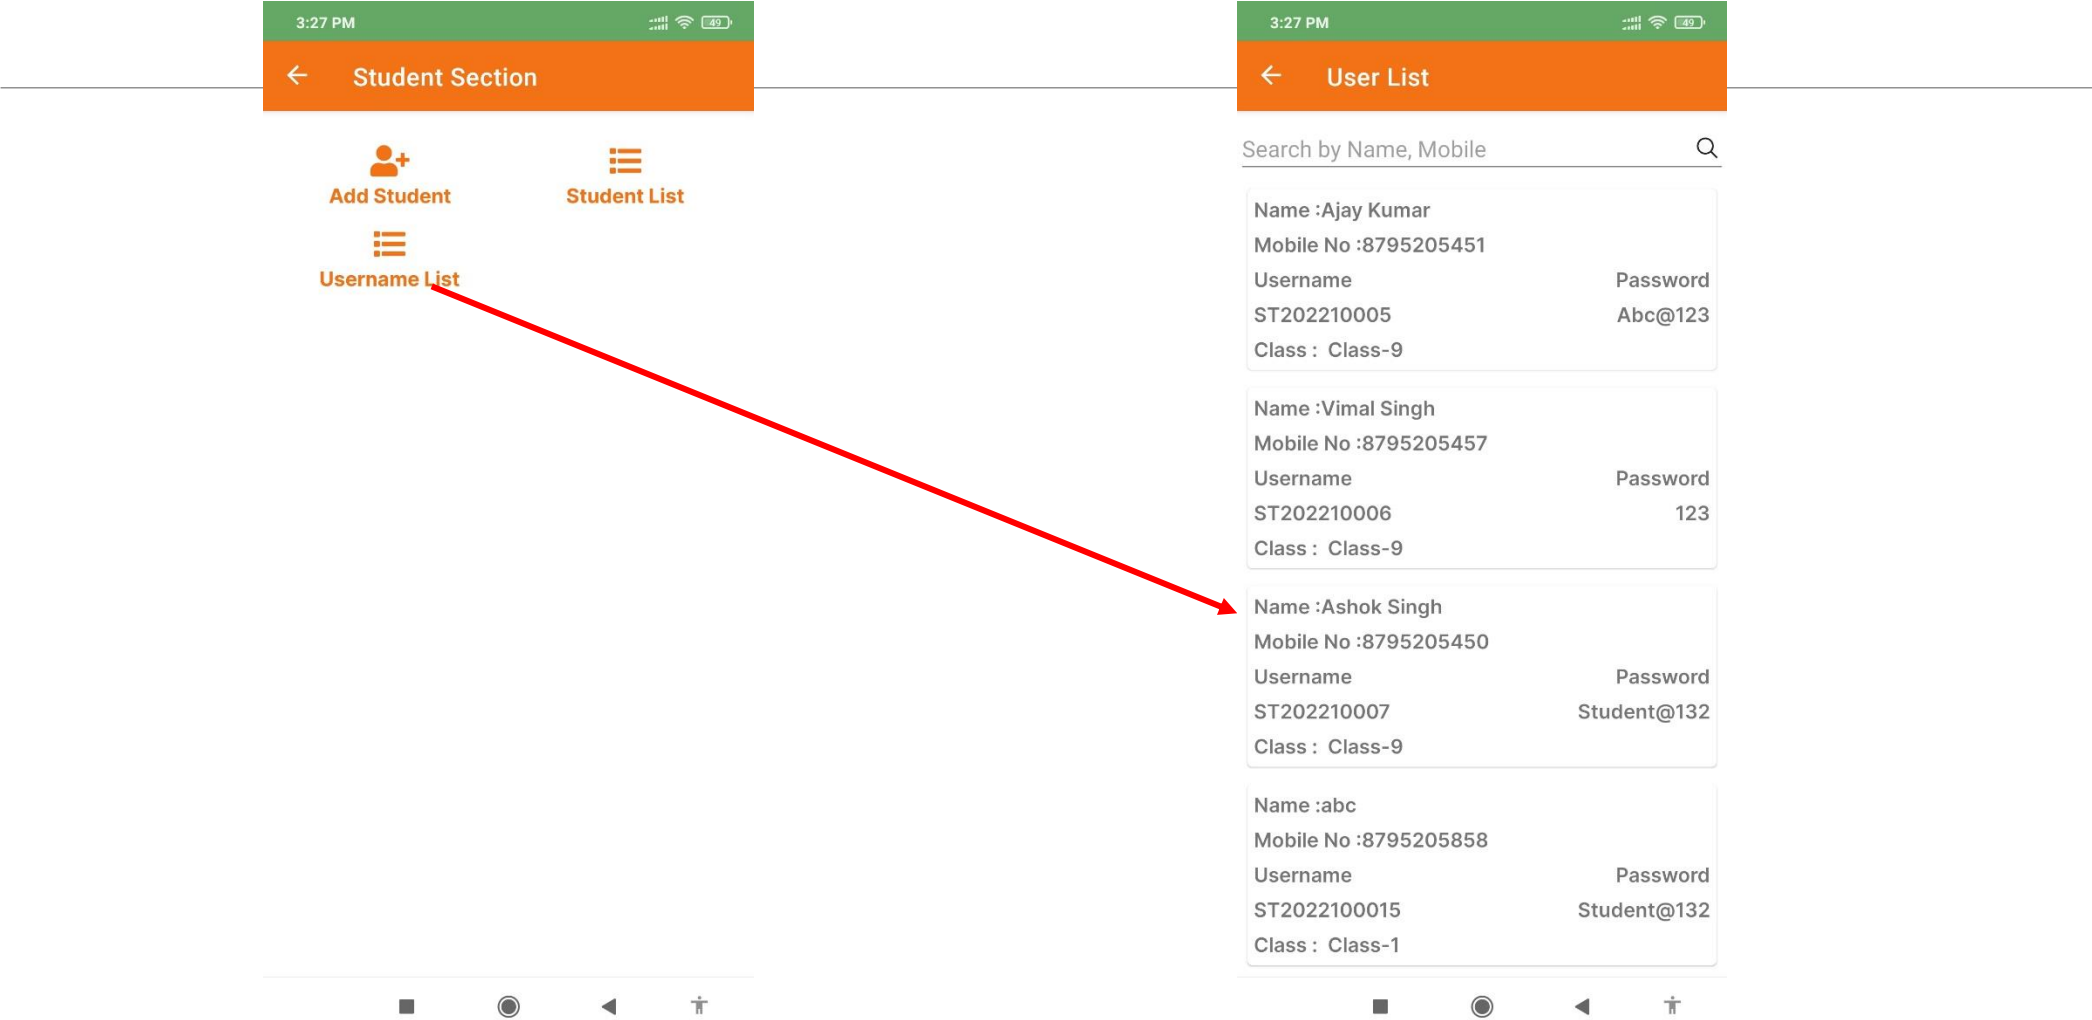 3:27 PM
49
Student Section
Add Student
Student List
Username List
3:27 PM
49
User List
Search by Name, Mobile
Name :Ajay Kumar
Mobile No :8795205451
Username Password
ST202210005 Abc@123
Class : Class-9
Name :Vimal Singh
Mobile No :8795205457
Username Password
ST202210006 123
Class : Class-9
Name :Ashok Singh
Mobile No :8795205450
Username Password
ST202210007 Student@132
Class : Class-9
Name :abc
Mobile No :8795205858
Username Password
ST2022100015 Student@132
Class : Class-1